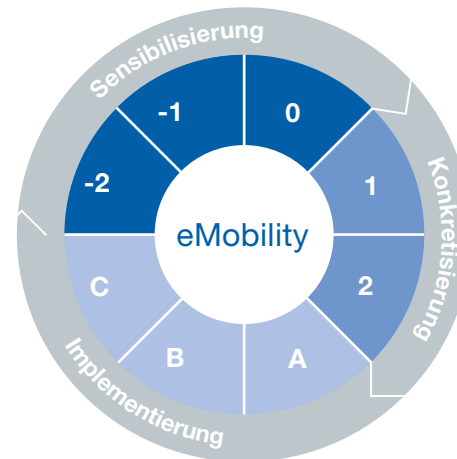 Sensibilisierung
-2
-1
0
Konkretisierung
1
2
Implementierung
A
B
C
eMobility